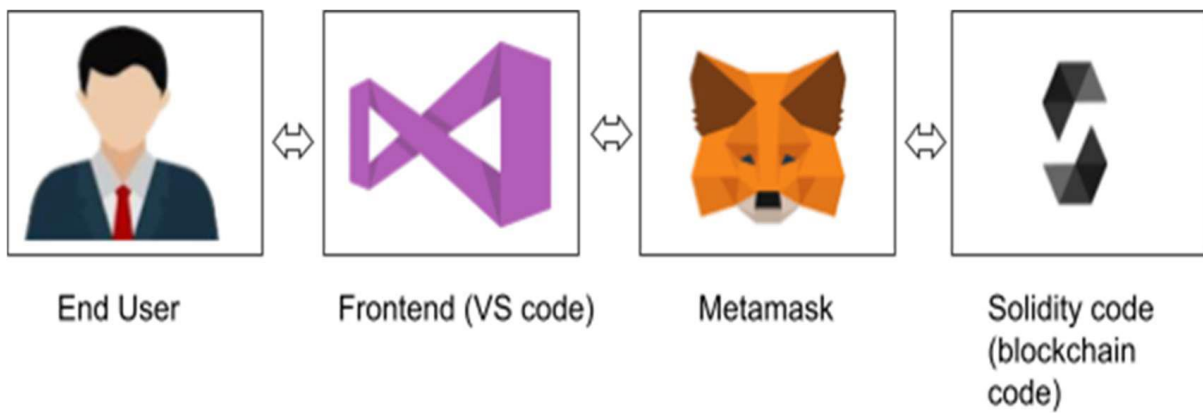 End User
Frontend (VS code)
Metamask
Solidity code
(blockchain
code)